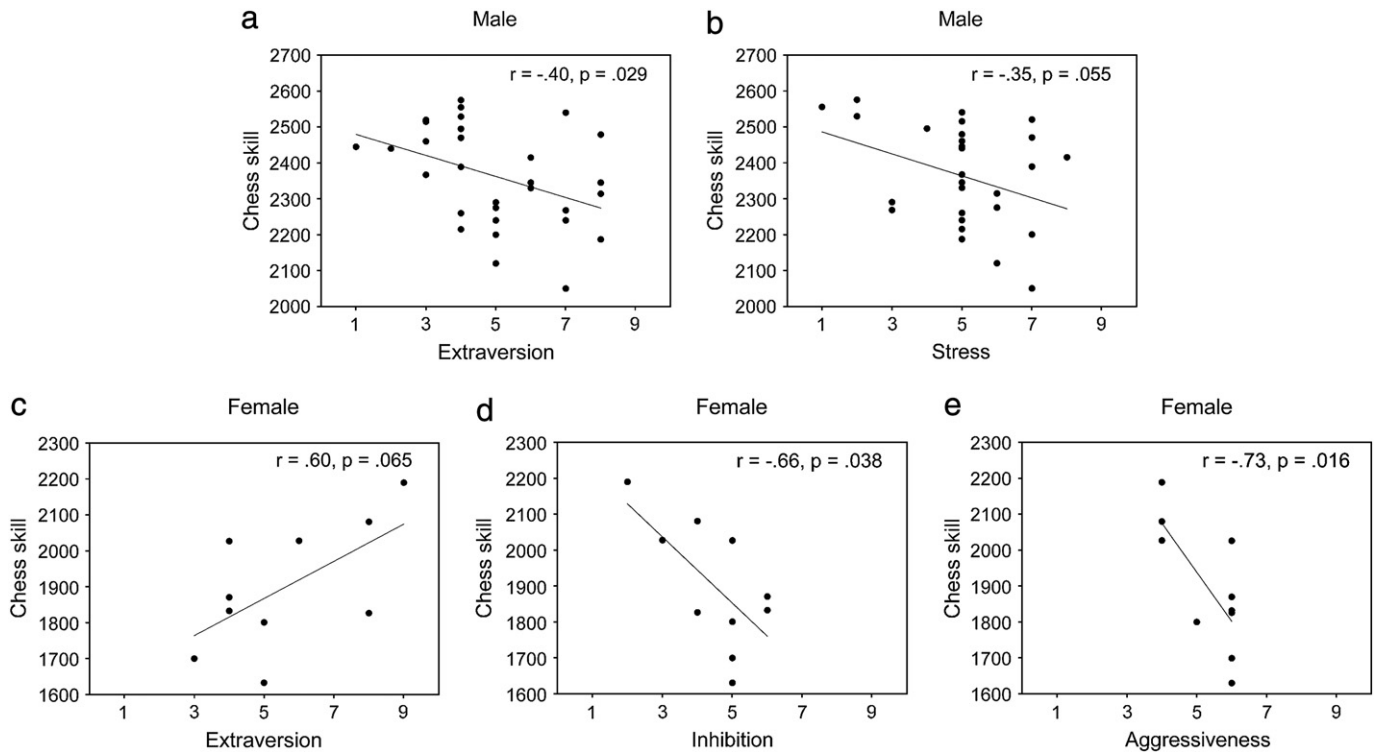 a
Male
r = -.40, p = .029
2700
2600
2500
2400
2300
2200
2100
2000
Chess skill
1 3 5 7 9
Extraversion
b
Male
r = -.35, p = .055
2700
2600
2500
2400
2300
2200
2100
2000
Chess skill
1 3 5 7 9
Stress
c
Female
r = .60, p = .065
2300
2200
2100
2000
1900
1800
1700
1600
Chess skill
1 3 5 7 9
Extraversion
d
Female
r = -.66, p = .038
2300
2200
2100
2000
1900
1800
1700
1600
Chess skill
1 3 5 7 9
Inhibition
e
Female
r = -.73, p = .016
2300
2200
2100
2000
1900
1800
1700
1600
Chess skill
1 3 5 7 9
Aggressiveness